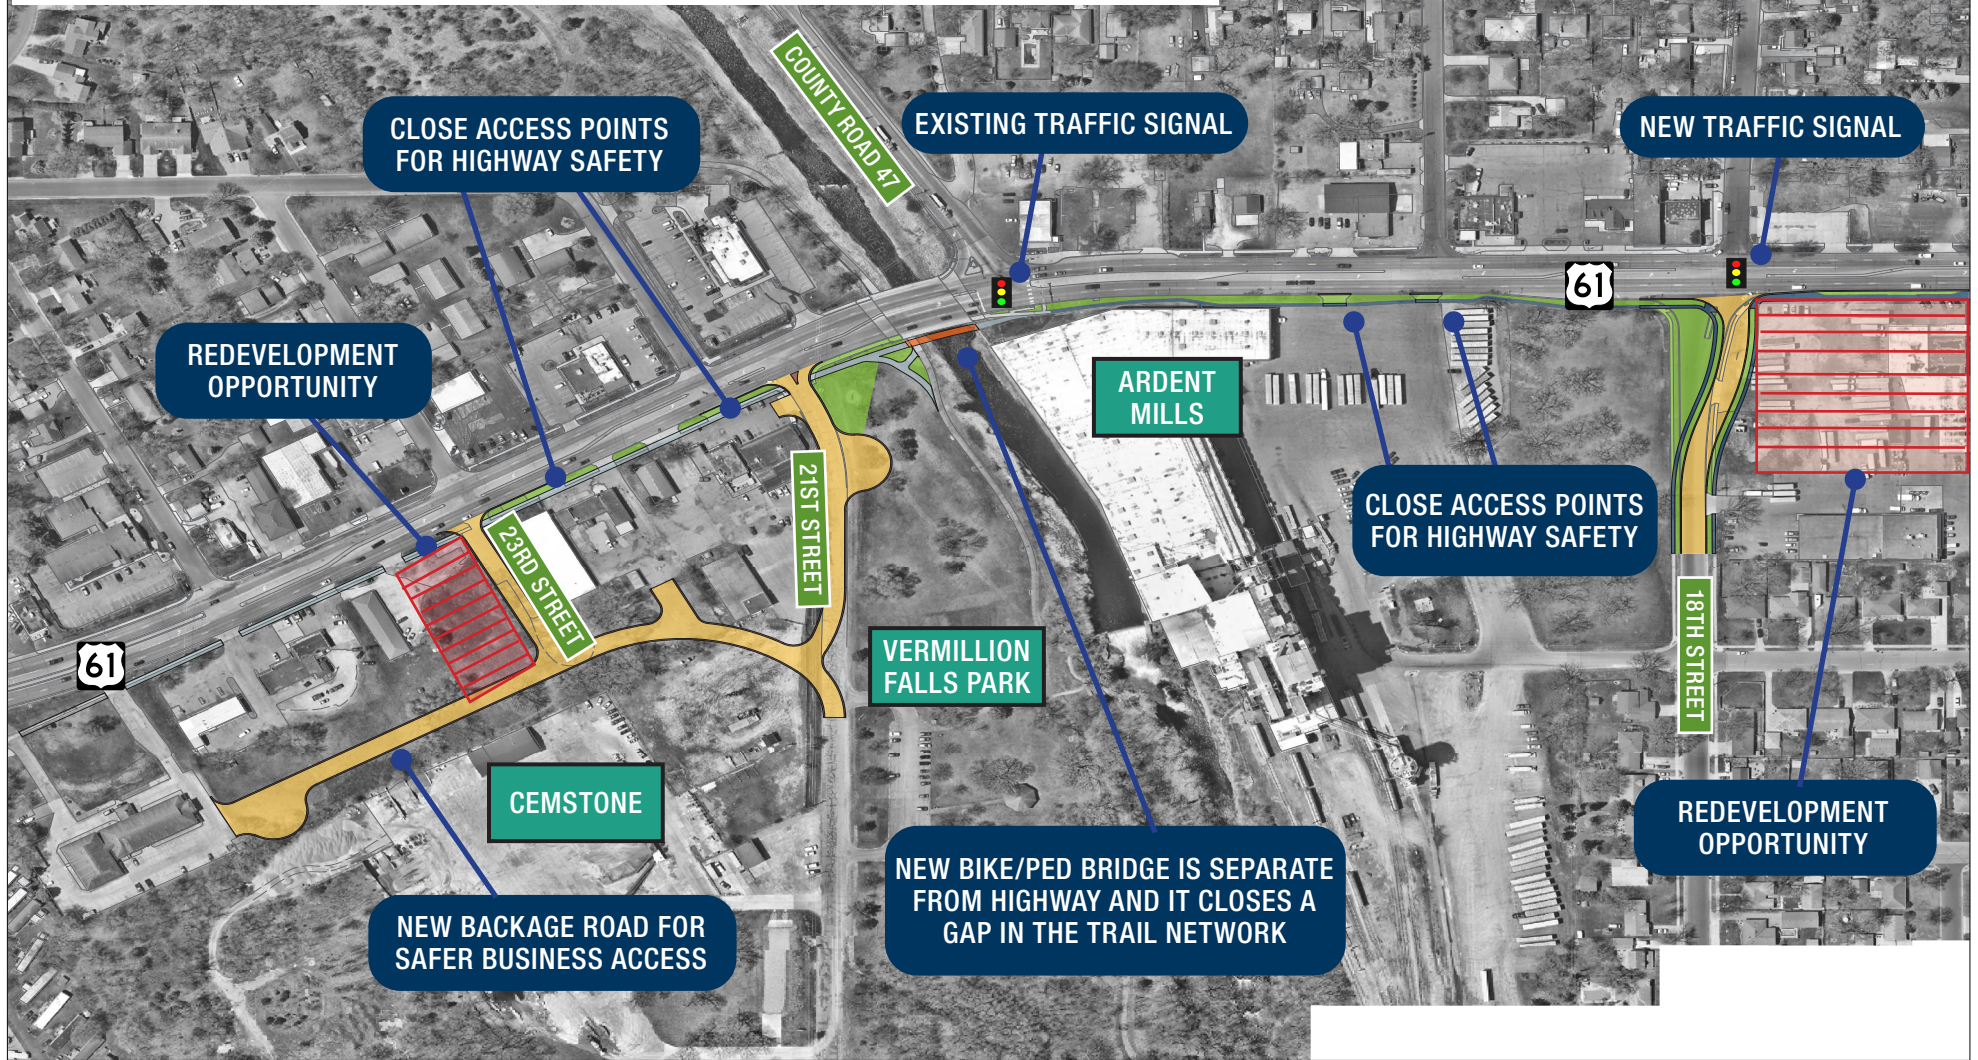 COUNTY ROAD 47
CLOSE ACCESS POINTS
FOR HIGHWAY SAFETY
EXISTING TRAFFIC SIGNAL
NEW TRAFFIC SIGNAL
61
REDEVELOPMENT
OPPORTUNITY
ARDENT
MILLS
21ST STREET
23RD STREET
CLOSE ACCESS POINTS
FOR HIGHWAY SAFETY
18TH STREET
61
VERMILLION
FALLS PARK
CEMSTONE
REDEVELOPMENT
OPPORTUNITY
NEW BIKE/PED BRIDGE IS SEPARATE
FROM HIGHWAY AND IT CLOSES A
GAP IN THE TRAIL NETWORK
NEW BACKAGE ROAD FOR
SAFER BUSINESS ACCESS